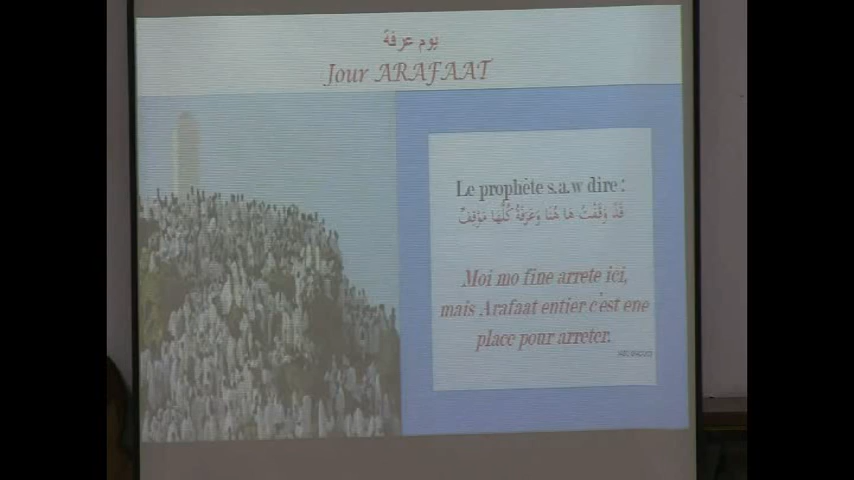 يوم عرفة
Jour ARAFAAT
Le prophète s.a.w dire :
قَدْ وَقَفْتُ هَا هُنَا وَعَرَفَةُ كُلُّهَا مَوْقِفٌ
Moi mo fine arrete ici,
mais Arafaat entier c'est ene
place pour arreter.